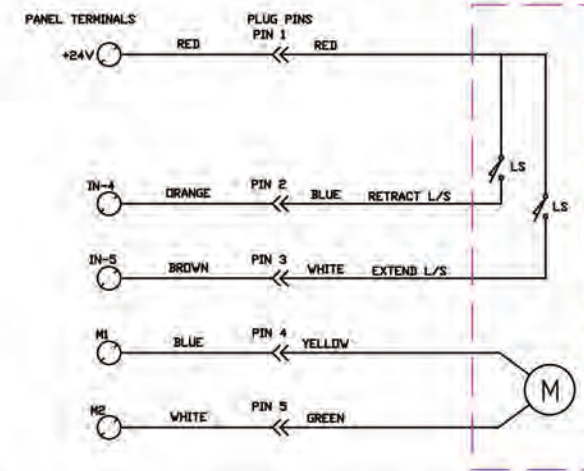 PANEL TERMINALS PLUG PINS
PIN 1
+24V RED RED
LS
IN-4 ORANGE PIN 2 BLUE RETRACT L/S
LS
IN-5 BROWN PIN 3 WHITE EXTEND L/S
M1 BLUE PIN 4 YELLOW
M
M2 WHITE PIN 5 GREEN